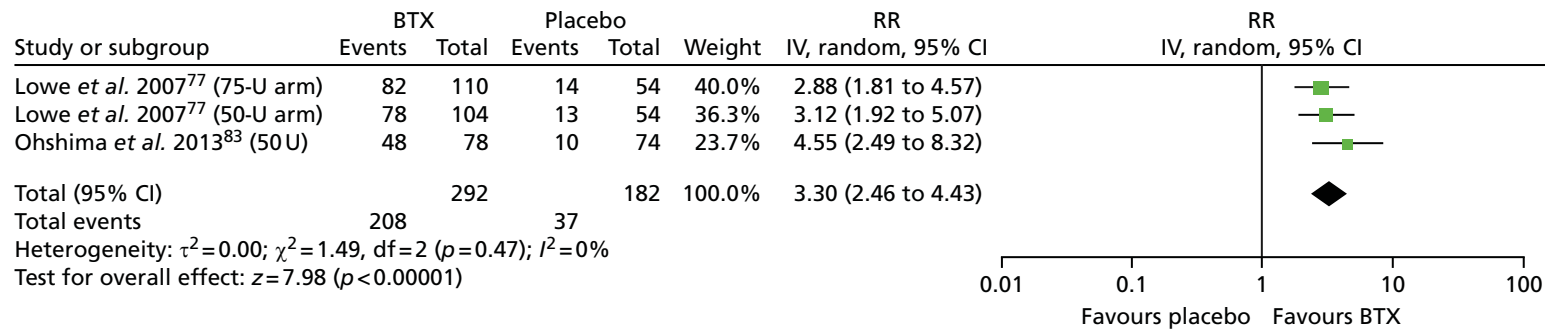 BTX Placebo RR RR
Study or subgroup Events Total Events Total Weight IV, random, 95% CI IV, random, 95% CI
Lowe et al. 2007⁷⁷ (75-U arm) 82 110 14 54 40.0% 2.88 (1.81 to 4.57)
Lowe et al. 2007⁷⁷ (50-U arm) 78 104 13 54 36.3% 3.12 (1.92 to 5.07)
Ohshima et al. 2013⁸³ (50 U) 48 78 10 74 23.7% 4.55 (2.49 to 8.32)
Total (95% CI) 292 182 100.0% 3.30 (2.46 to 4.43)
Total events 208 37
Heterogeneity: τ²=0.00; χ²=1.49, df=2 (p=0.47); I²=0%
Test for overall effect: z=7.98 (p<0.00001)
0.01 0.1 1 10 100
Favours placebo Favours BTX